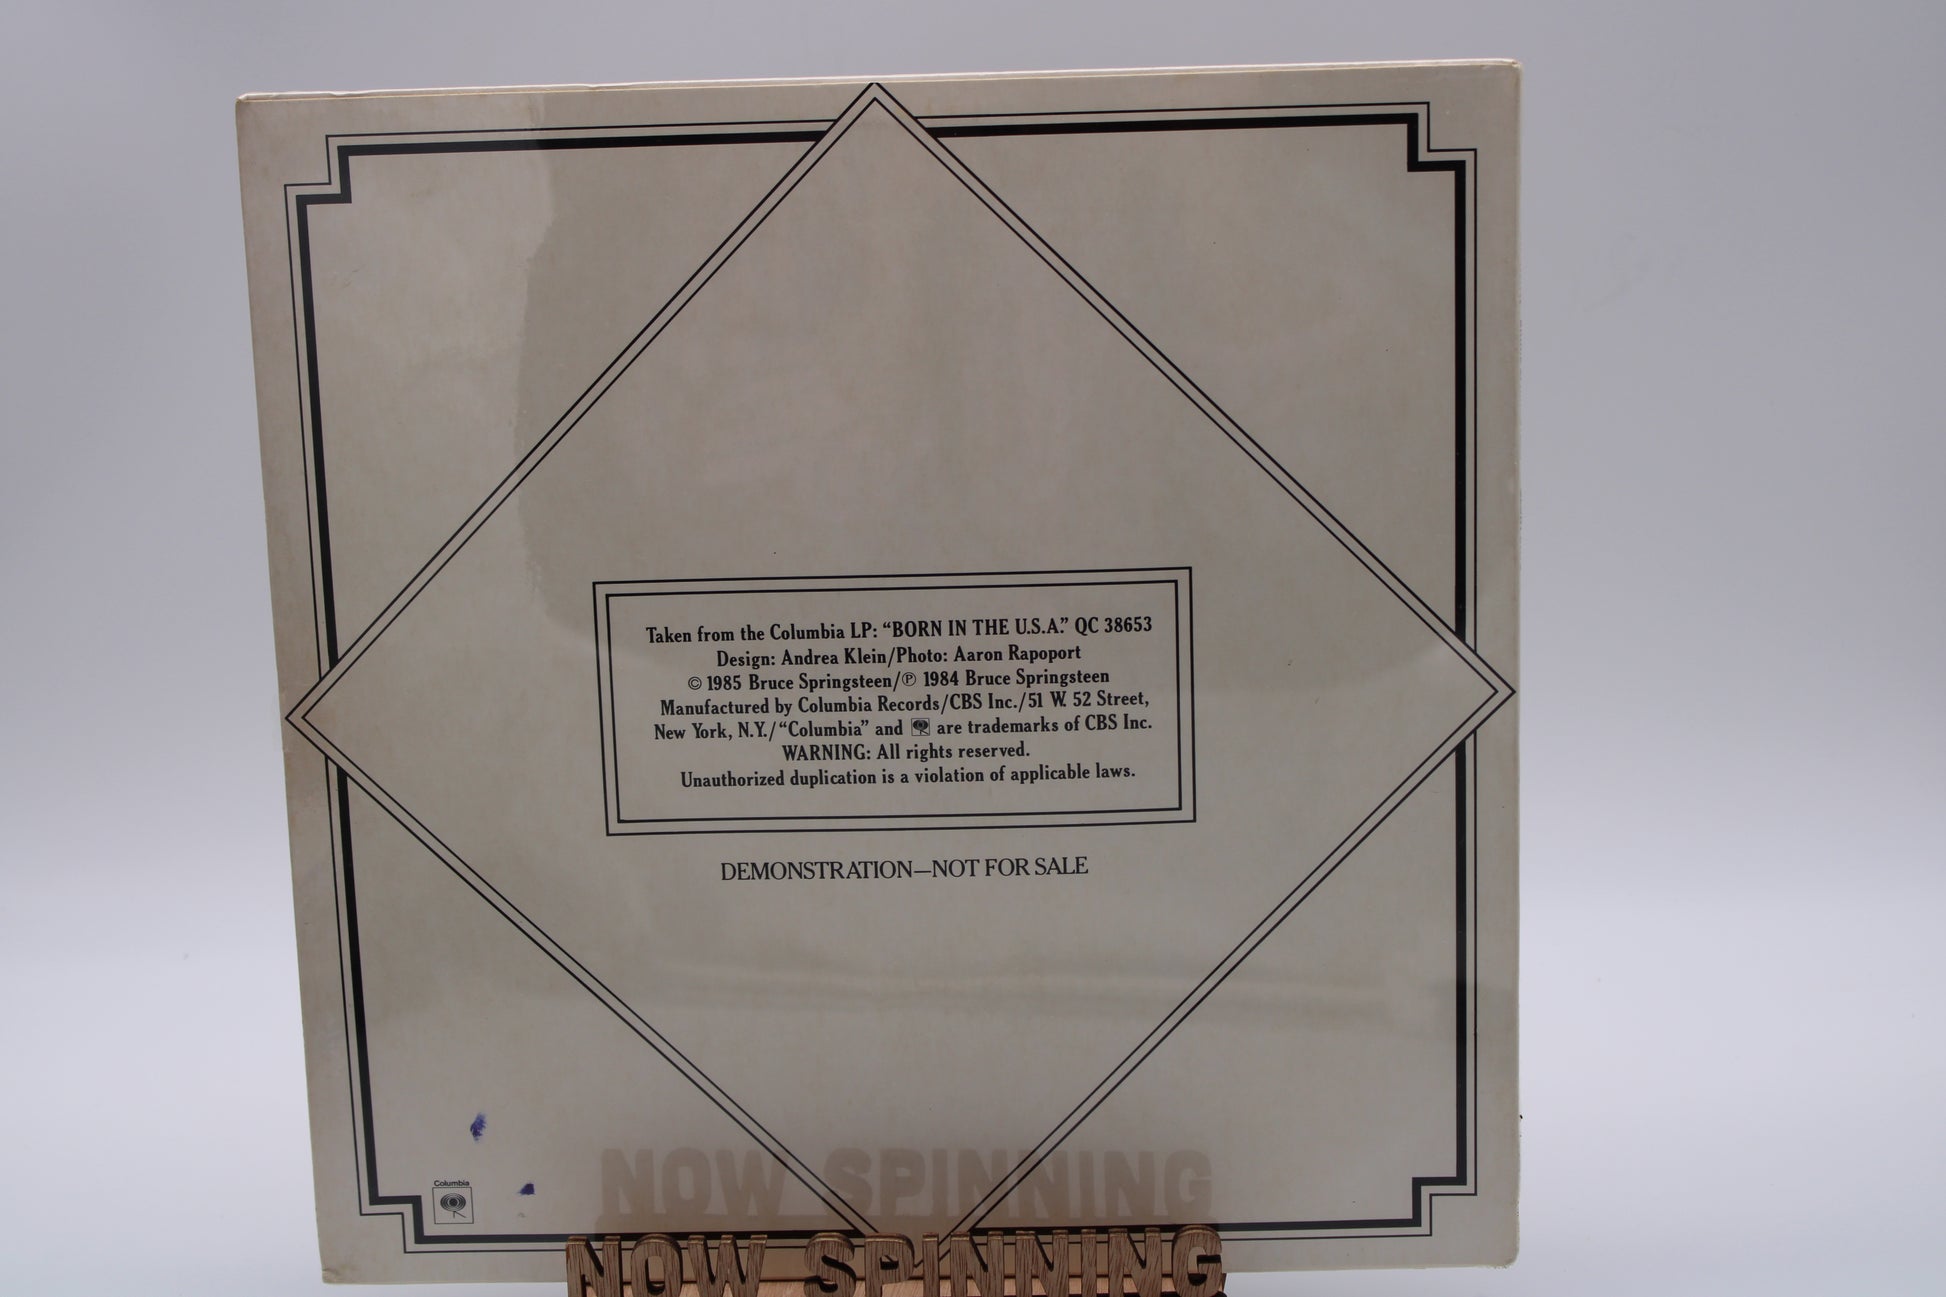 Taken from the Columbia LP: “BORN IN THE U.S.A.” QC 38653
Design: Andrea Klein/Photo: Aaron Rapoport
© 1985 Bruce Springsteen/℗ 1984 Bruce Springsteen
Manufactured by Columbia Records/CBS Inc./51 W. 52 Street,
New York, N.Y./“Columbia” and are trademarks of CBS Inc.
WARNING: All rights reserved.
Unauthorized duplication is a violation of applicable laws.
DEMONSTRATION—NOT FOR SALE
Columbia
NOW SPINNING
NOW SPINNING